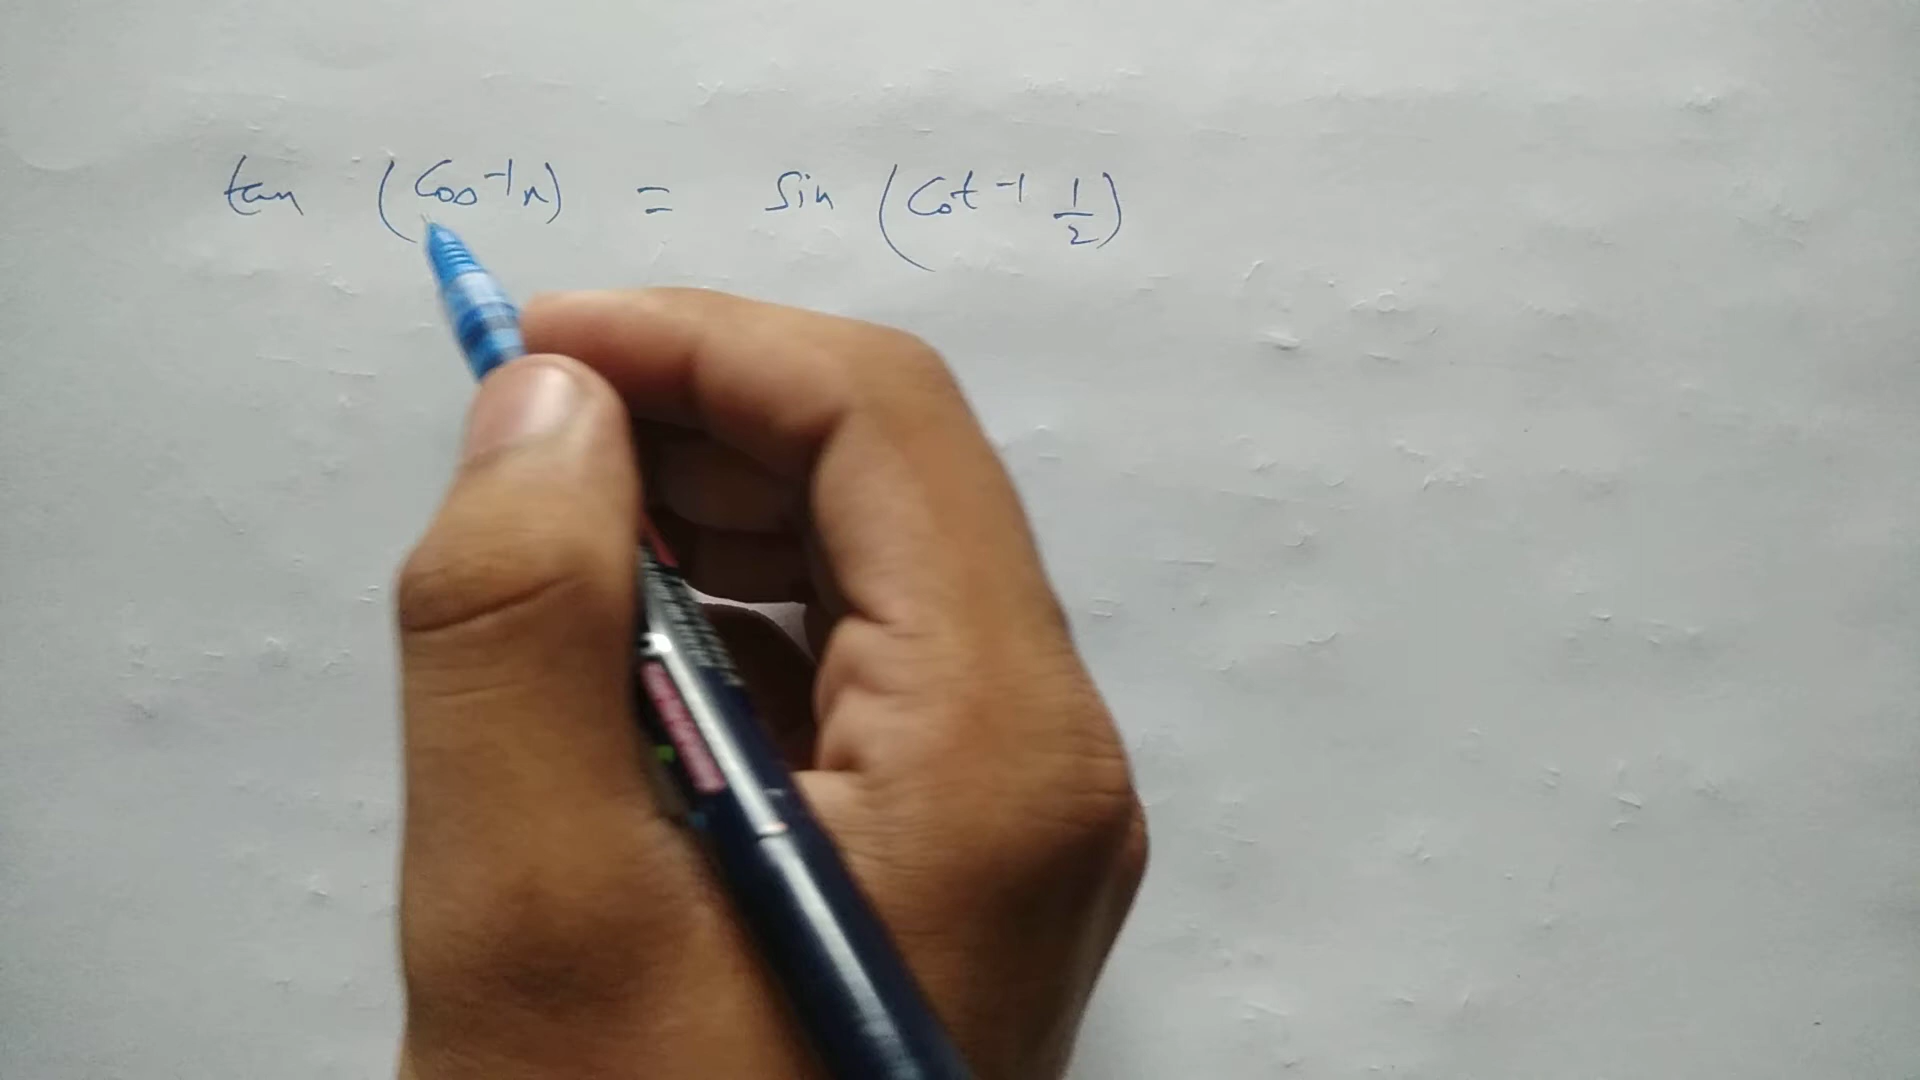 tan (Cos⁻¹x) = Sin (Cot⁻¹ 1/2)